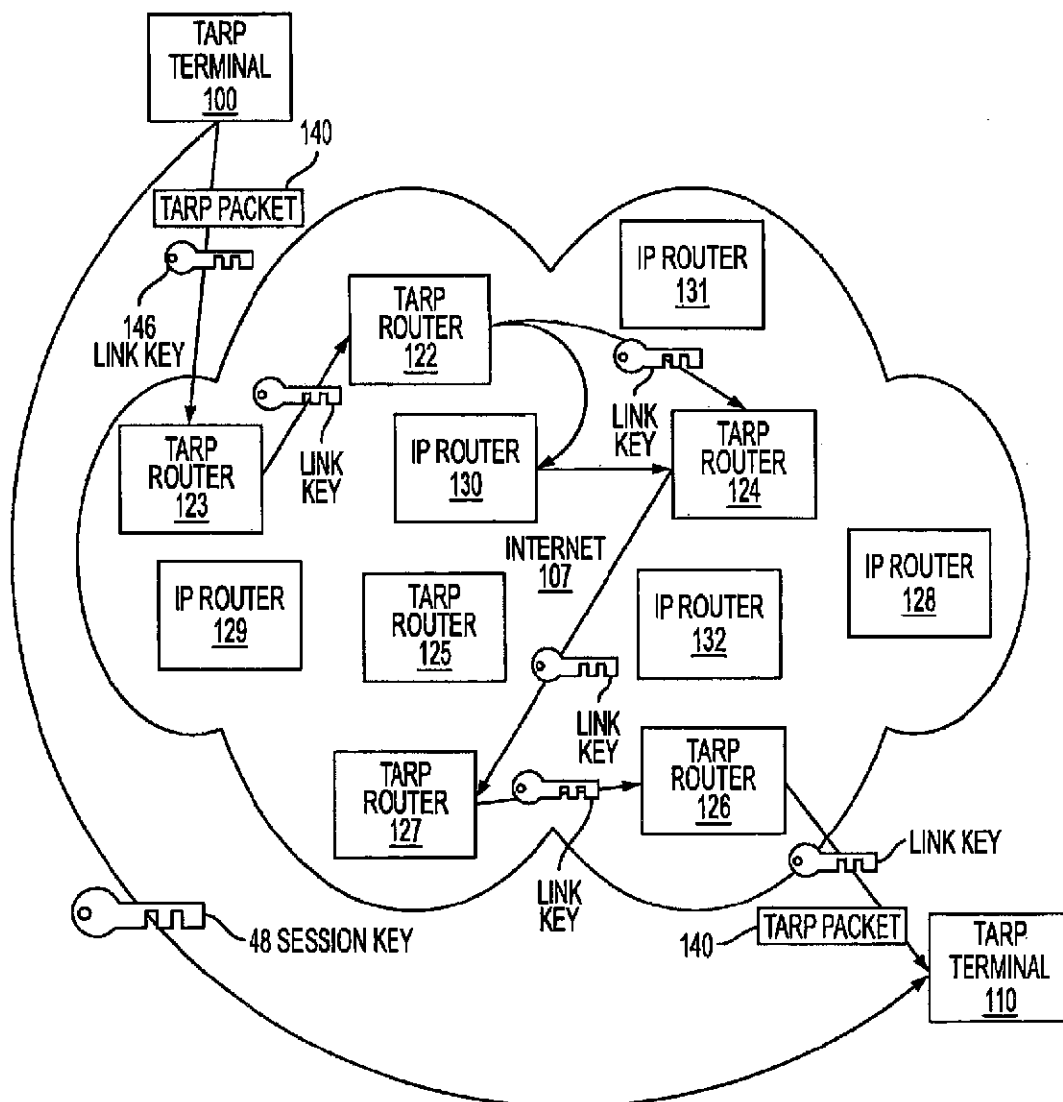 TARP
TERMINAL
100
140
TARP PACKET
146
LINK KEY
TARP
ROUTER
122
IP ROUTER
131
LINK
KEY
LINK
KEY
TARP
ROUTER
123
IP ROUTER
130
TARP
ROUTER
124
INTERNET
107
IP ROUTER
129
TARP
ROUTER
125
IP ROUTER
132
IP ROUTER
128
LINK
KEY
TARP
ROUTER
127
TARP
ROUTER
126
LINK
KEY
LINK KEY
48 SESSION KEY
140
TARP PACKET
TARP
TERMINAL
110